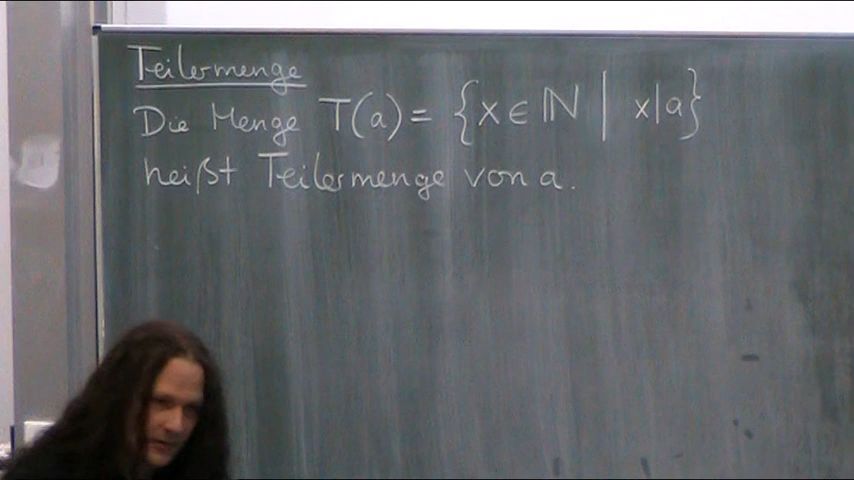 Teilermenge
Die Menge T(a) = {x ∈ ℕ | x|a}
heißt Teilermenge von a.